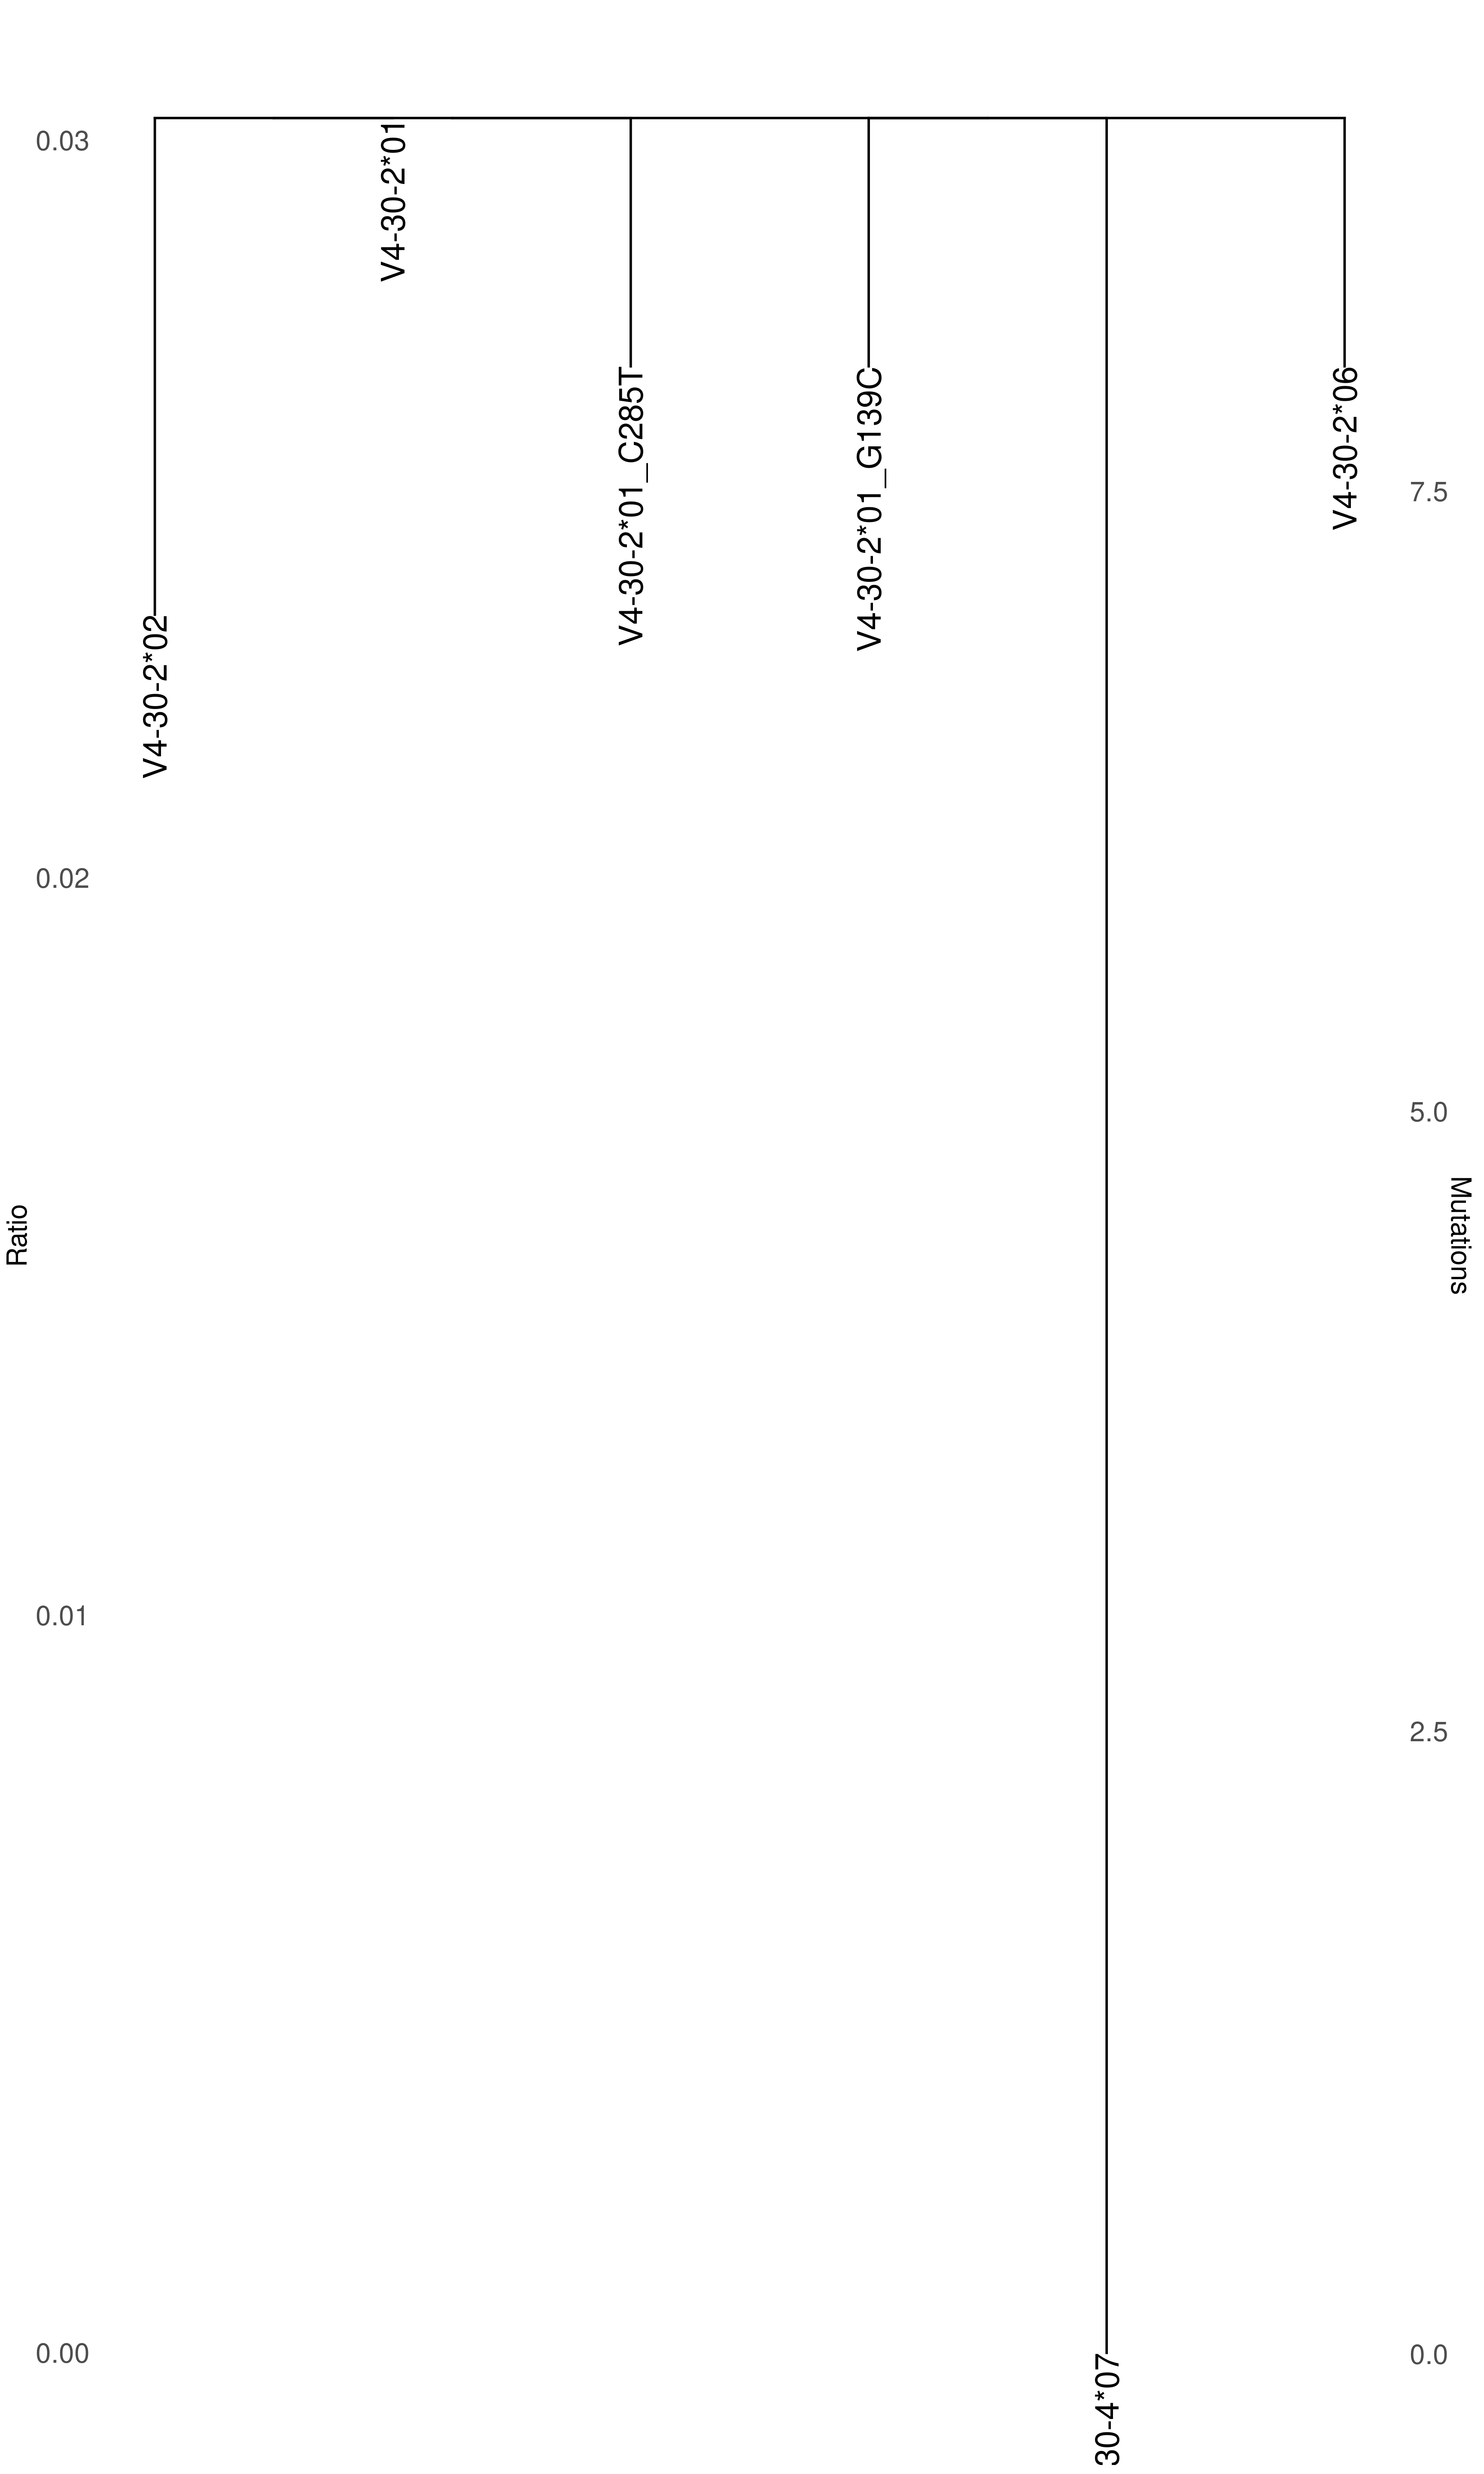 0.03
0.02
0.01
0.00
Ratio
V4-30-2*02
V4-30-2*01
V4-30-2*01_C285T
V4-30-2*01_G139C
30-4*07
V4-30-2*06
7.5
5.0
2.5
0.0
Mutations